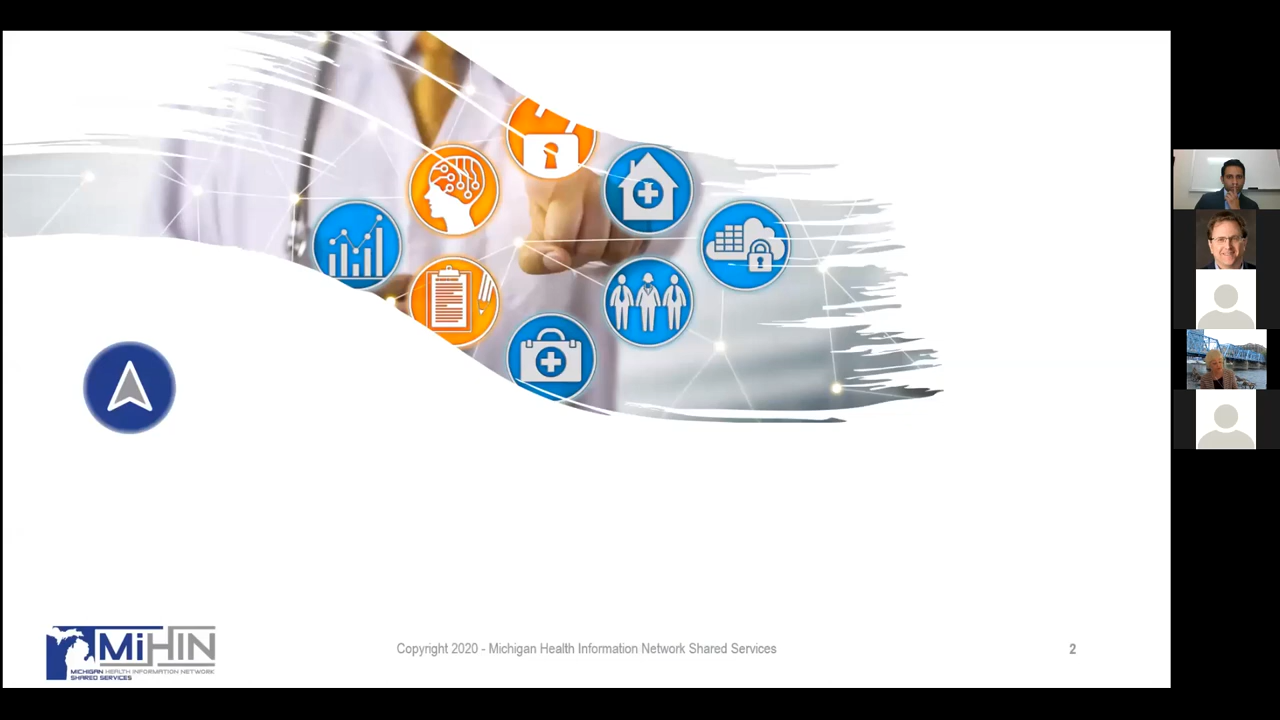 MiHIN
MICHIGAN HEALTH INFORMATION NETWORK
SHARED SERVICES
Copyright 2020 - Michigan Health Information Network Shared Services
2